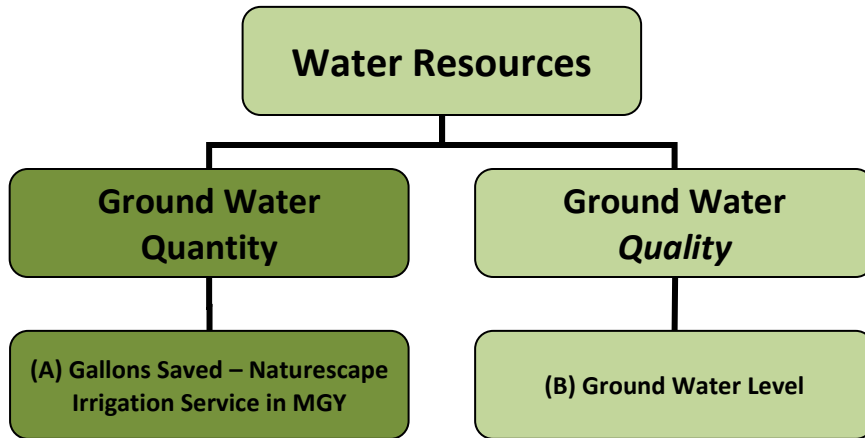 Water Resources
Ground Water
Quantity
Ground Water
Quality
(A) Gallons Saved – Naturescape
Irrigation Service in MGY
(B) Ground Water Level